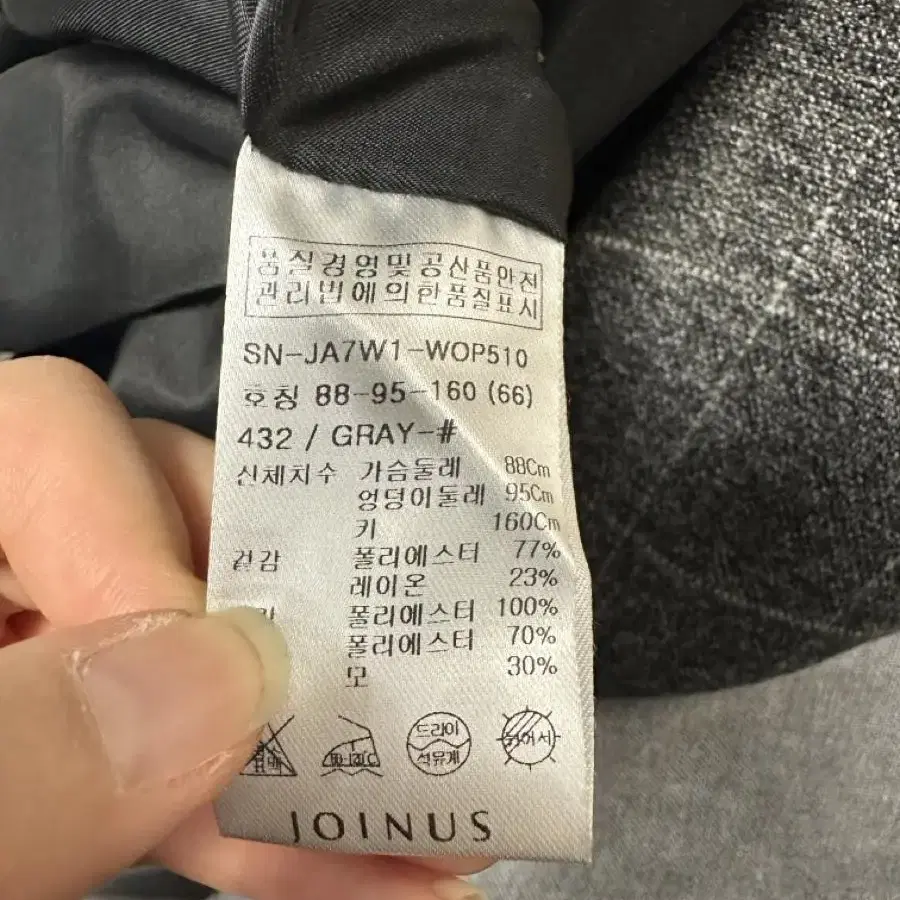 품질경영및공산품안전
관리법에의한품질표시
SN-JA7W1-WOP510
호칭 88-95-160 (66)
432 / GRAY-#
신체치수 가슴둘레 88Cm
엉덩이둘레 95Cm
키 160Cm
겉감 폴리에스터 77%
레이온 23%
폴리에스터 100%
폴리에스터 70%
모 30%
드라이
석유계
JOINUS